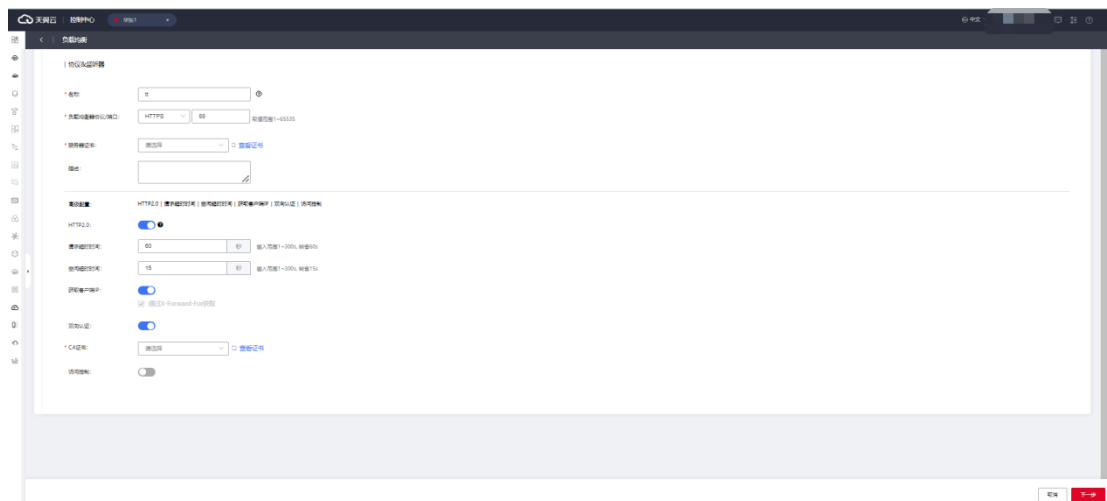 天翼云 | 控制中心
中文
负载均衡
协议&监听器
* 名称:
tt
* 负载均衡器协议/端口:
HTTPS
88
取值范围1~65535
* 服务器证书:
请选择
查看证书
描述:
高级配置:
HTTP2.0 | 请求超时时间 | 空闲超时时间 | 获取客户端IP | 双向认证 | 访问控制
HTTP2.0:
请求超时时间:
60
秒
输入范围1~300s, 缺省60s
空闲超时时间:
15
秒
输入范围1~300s, 缺省15s
获取客户端IP:
通过X-Forward-For获取
双向认证:
* CA证书:
请选择
查看证书
访问控制:
取消
下一步